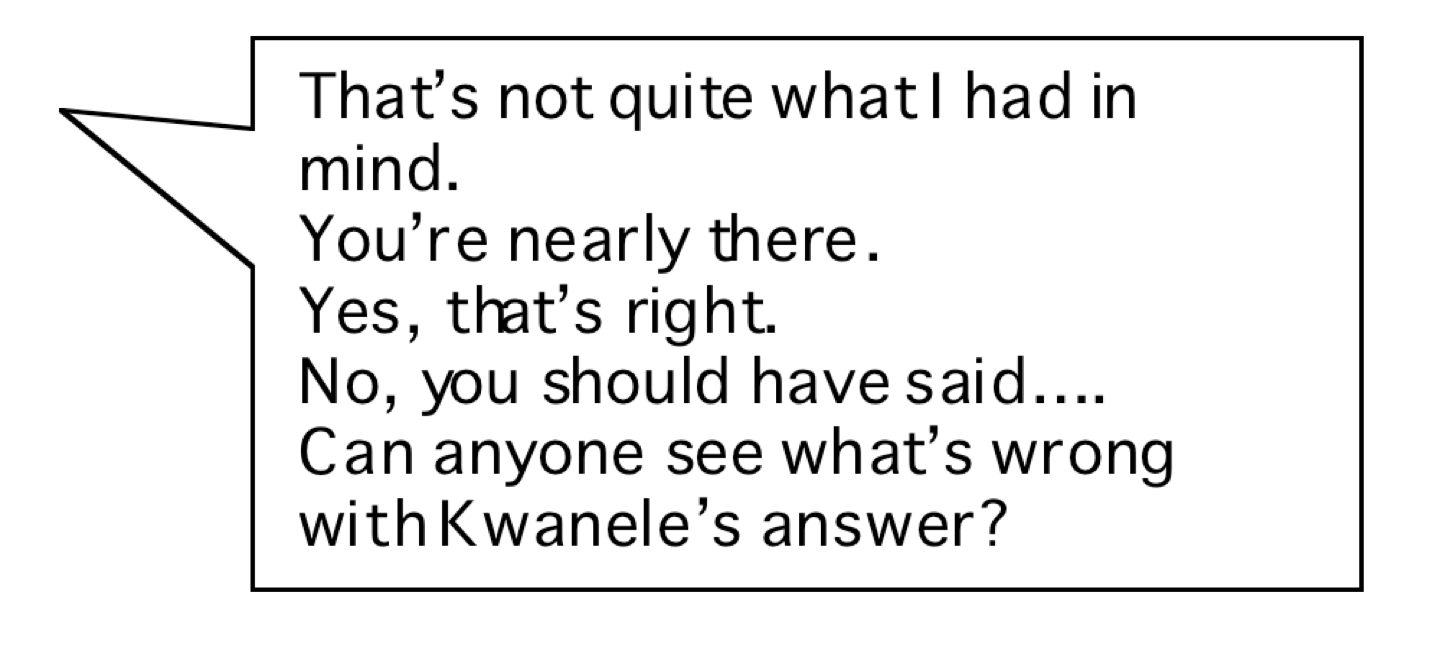 That’s not quite what I had in
mind.
You’re nearly there.
Yes, that’s right.
No, you should have said....
Can anyone see what’s wrong
with Kwanele’s answer?